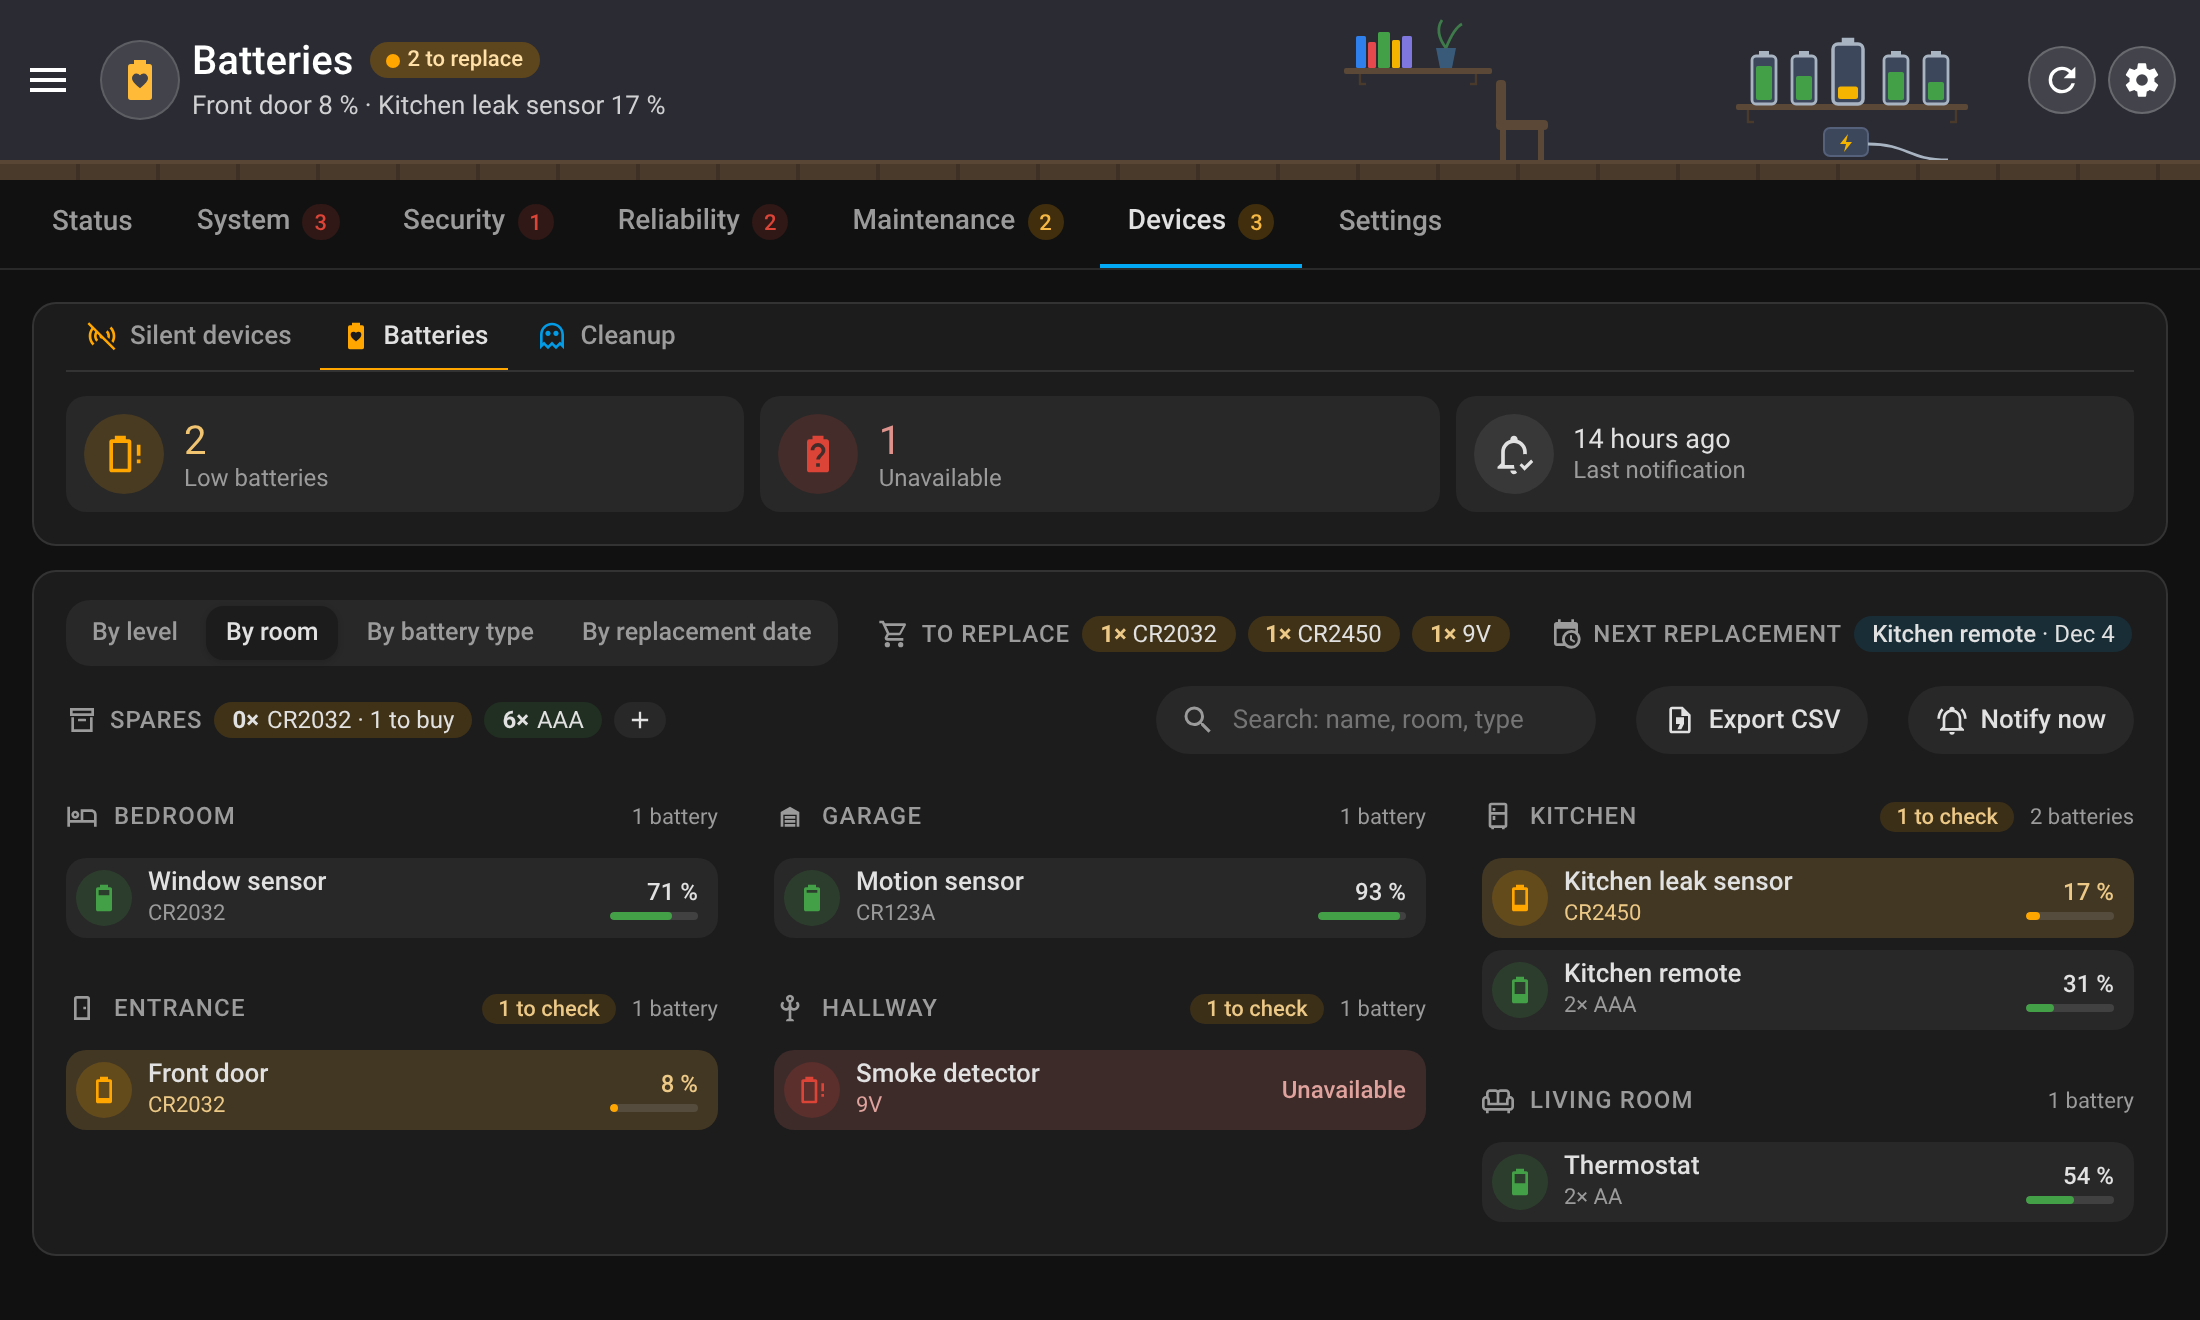 Batteries
2 to replace
Front door 8 % · Kitchen leak sensor 17 %
Status
System 3
Security 1
Reliability 2
Maintenance 2
Devices 3
Settings
Silent devices
Batteries
Cleanup
2
Low batteries
1
Unavailable
14 hours ago
Last notification
By level
By room
By battery type
By replacement date
TO REPLACE 1× CR2032 1× CR2450 1× 9V
NEXT REPLACEMENT Kitchen remote · Dec 4
SPARES 0× CR2032 · 1 to buy 6× AAA +
Search: name, room, type
Export CSV
Notify now
BEDROOM 1 battery
Window sensor
CR2032
71 %
GARAGE 1 battery
Motion sensor
CR123A
93 %
KITCHEN 1 to check 2 batteries
Kitchen leak sensor
CR2450
17 %
Kitchen remote
2× AAA
31 %
ENTRANCE 1 to check 1 battery
Front door
CR2032
8 %
HALLWAY 1 to check 1 battery
Smoke detector
9V
Unavailable
LIVING ROOM 1 battery
Thermostat
2× AA
54 %